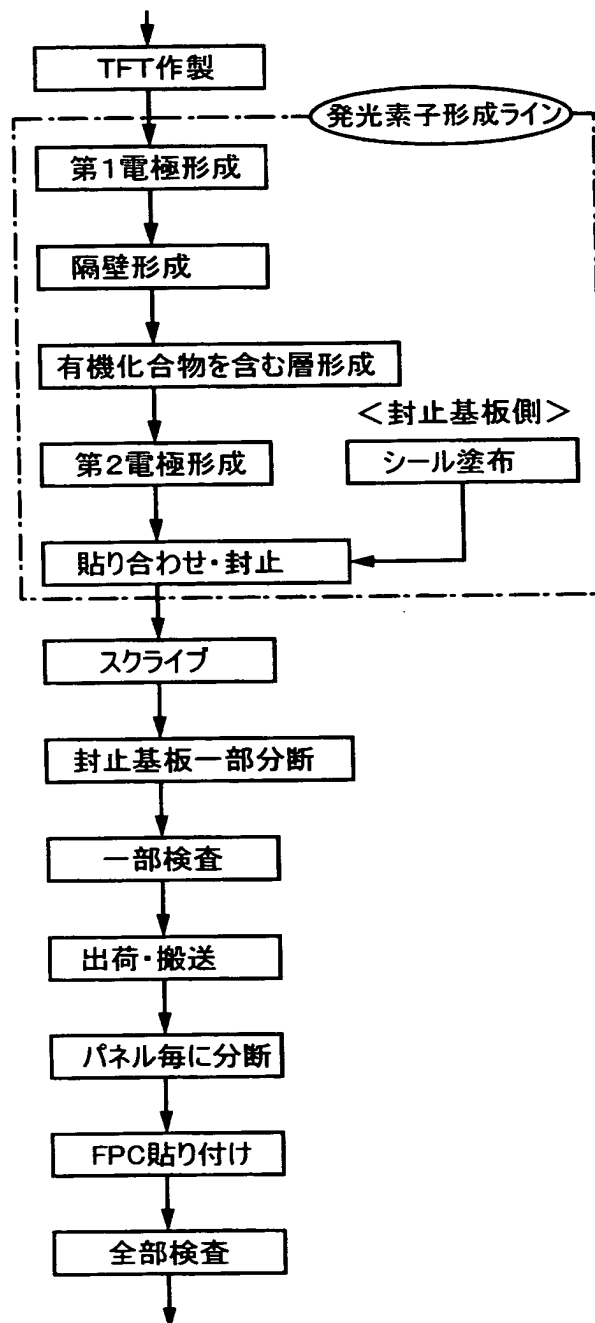 TFT作製
発光素子形成ライン
第1電極形成
隔壁形成
有機化合物を含む層形成
<封止基板側>
第2電極形成
シール塗布
貼り合わせ・封止
スクライブ
封止基板一部分断
一部検査
出荷・搬送
パネル毎に分断
FPC貼り付け
全部検査